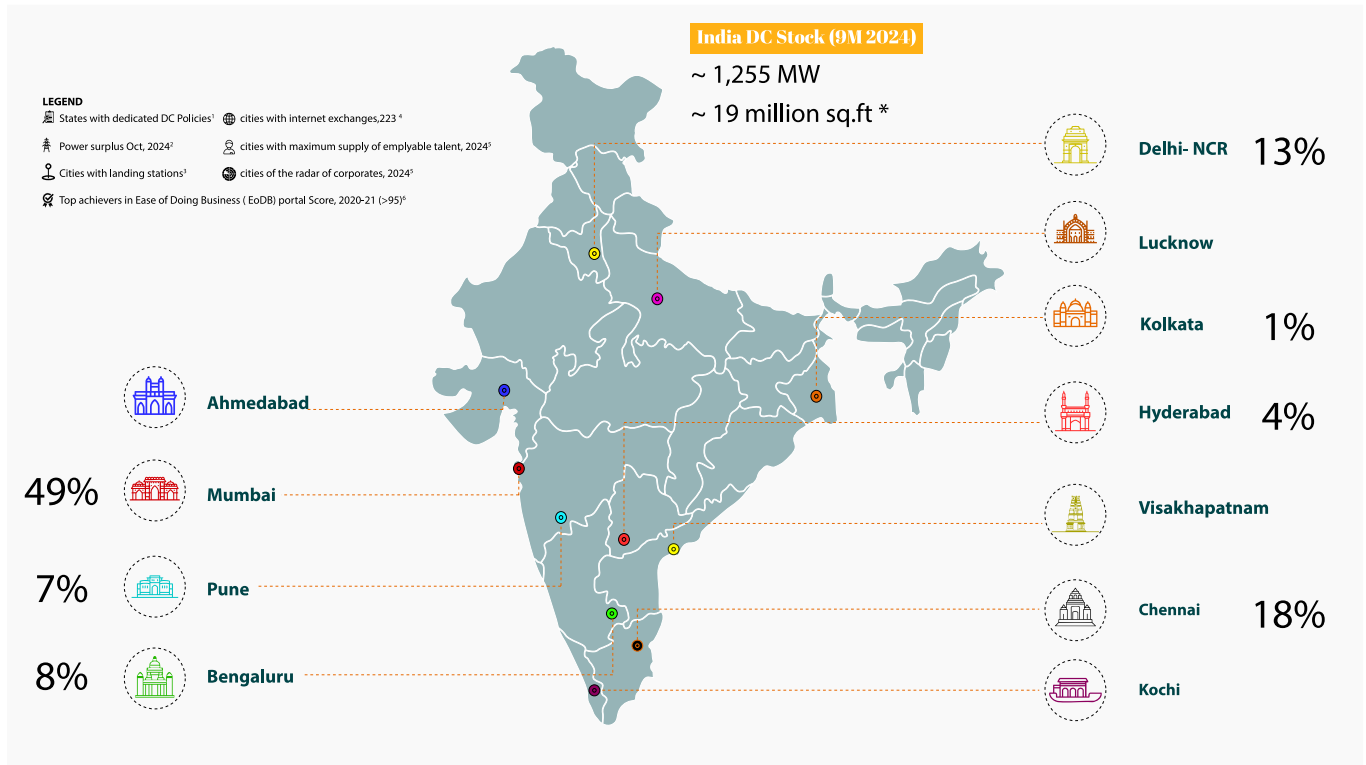 India DC Stock (9M 2024)
~ 1,255 MW
~ 19 million sq.ft *
LEGEND
States with dedicated DC Policies¹
cities with internet exchanges,223 ⁴
Power surplus Oct, 2024²
cities with maximum supply of emplyable talent, 2024⁵
Cities with landing stations³
cities of the radar of corporates, 2024⁵
Top achievers in Ease of Doing Business ( EoDB) portal Score, 2020-21 (>95)⁶
Delhi- NCR 13%
Lucknow
Kolkata 1%
Hyderabad 4%
Visakhapatnam
Chennai 18%
Kochi
Ahmedabad
49% Mumbai
7% Pune
8% Bengaluru